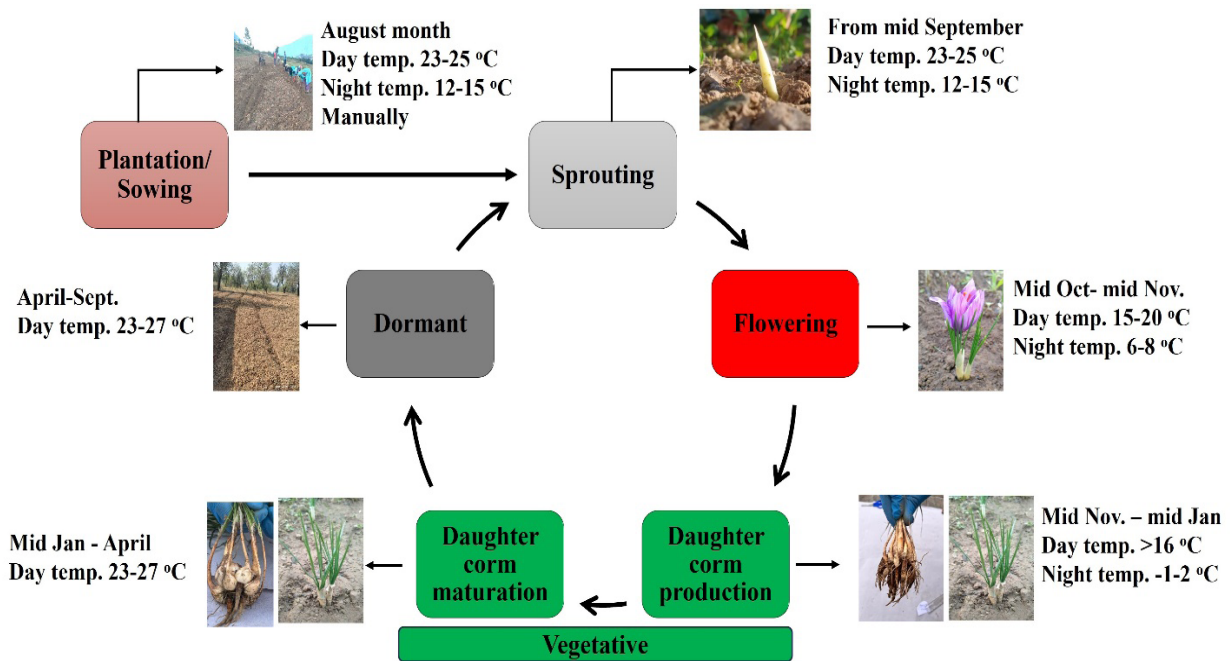 August month
Day temp. 23-25 ºC
Night temp. 12-15 ºC
Manually
From mid September
Day temp. 23-25 ºC
Night temp. 12-15 ºC
Plantation/
Sowing
Sprouting
April-Sept.
Day temp. 23-27 ºC
Dormant
Flowering
Mid Oct- mid Nov.
Day temp. 15-20 ºC
Night temp. 6-8 ºC
Mid Jan - April
Day temp. 23-27 ºC
Daughter
corm
maturation
Daughter
corm
production
Mid Nov. – mid Jan
Day temp. >16 ºC
Night temp. -1-2 ºC
Vegetative